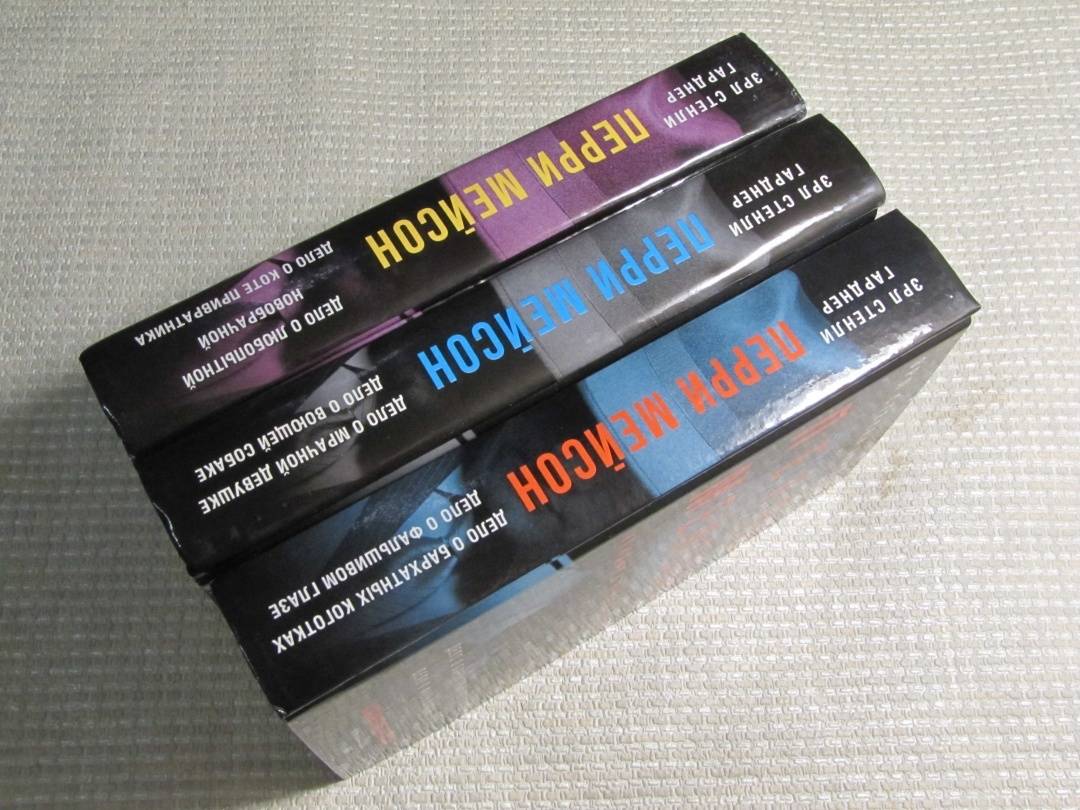 ЭРЛ СТЕНЛИ
ГАРДНЕР
ПЕРРИ МЕЙСОН
ДЕЛО О БАРХАТНЫХ КОГОТКАХ
ДЕЛО О ФАЛЬШИВОМ ГЛАЗЕ
ЭРЛ СТЕНЛИ
ГАРДНЕР
ПЕРРИ МЕЙСОН
ДЕЛО О МРАЧНОЙ ДЕВУШКЕ
ДЕЛО О ВОЮЩЕЙ СОБАКЕ
ЭРЛ СТЕНЛИ
ГАРДНЕР
ПЕРРИ МЕЙСОН
ДЕЛО О ЛЮБОПЫТНОЙ
НОВОБРАЧНОЙ
ДЕЛО О КОТЕ ПРИВРАТНИКА